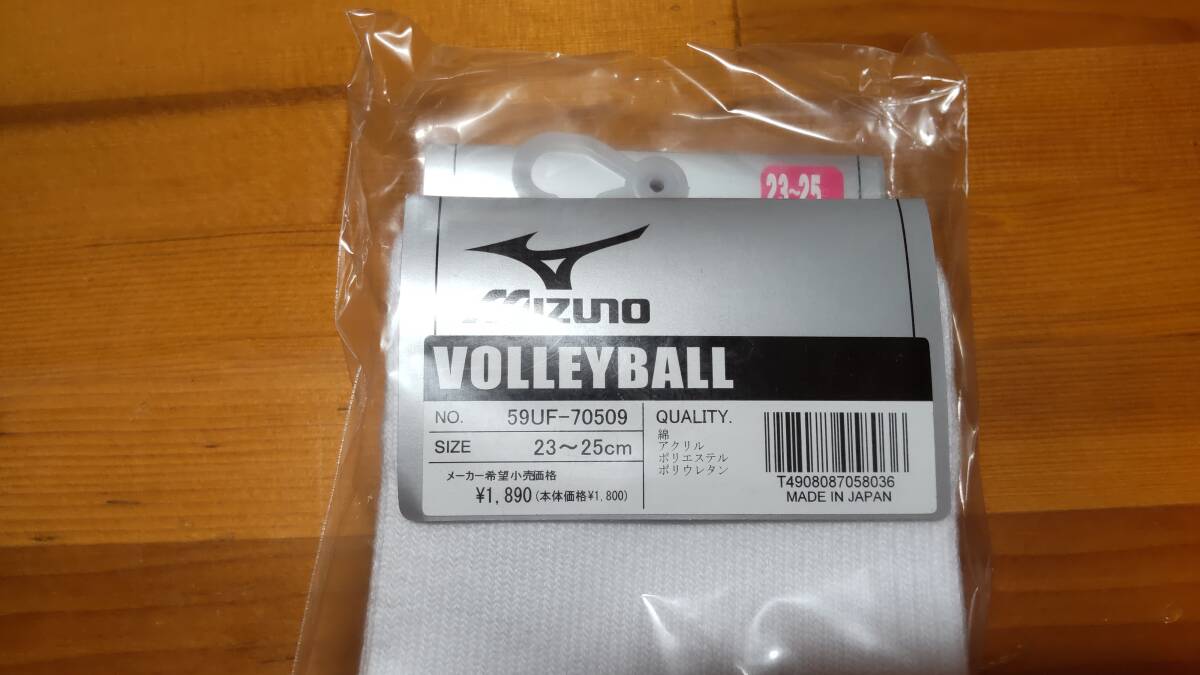 23~25
Mizuno
VOLLEYBALL
NO. 59UF-70509
SIZE 23～25cm
メーカー希望小売価格
¥1,890(本体価格¥1,800)
QUALITY.
綿
アクリル
ポリエステル
ポリウレタン
T4908087058036
MADE IN JAPAN